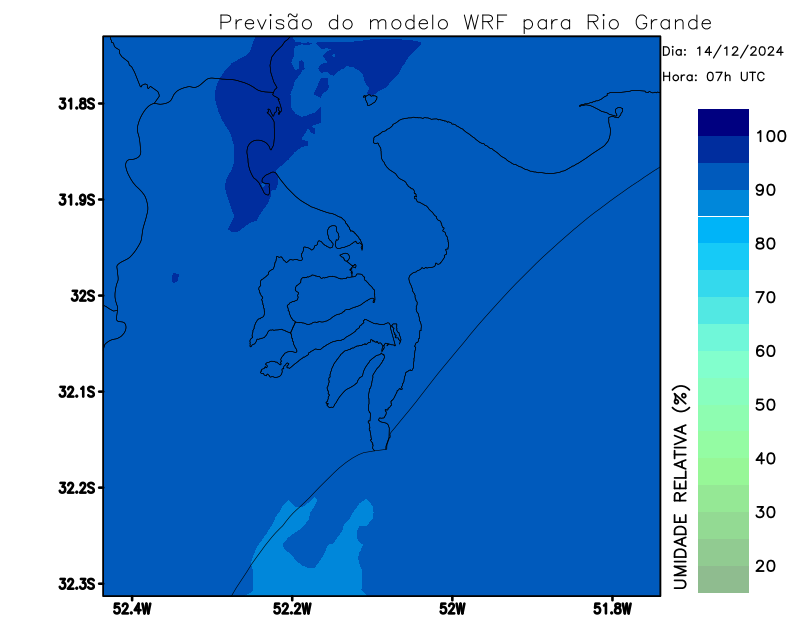 Previsão do modelo WRF para Rio Grande
Dia: 14/12/2024
Hora: 07h UTC
31.8S
31.9S
32S
32.1S
32.2S
32.3S
52.4W
52.2W
52W
51.8W
100
90
80
70
60
50
40
30
20
UMIDADE RELATIVA (%)